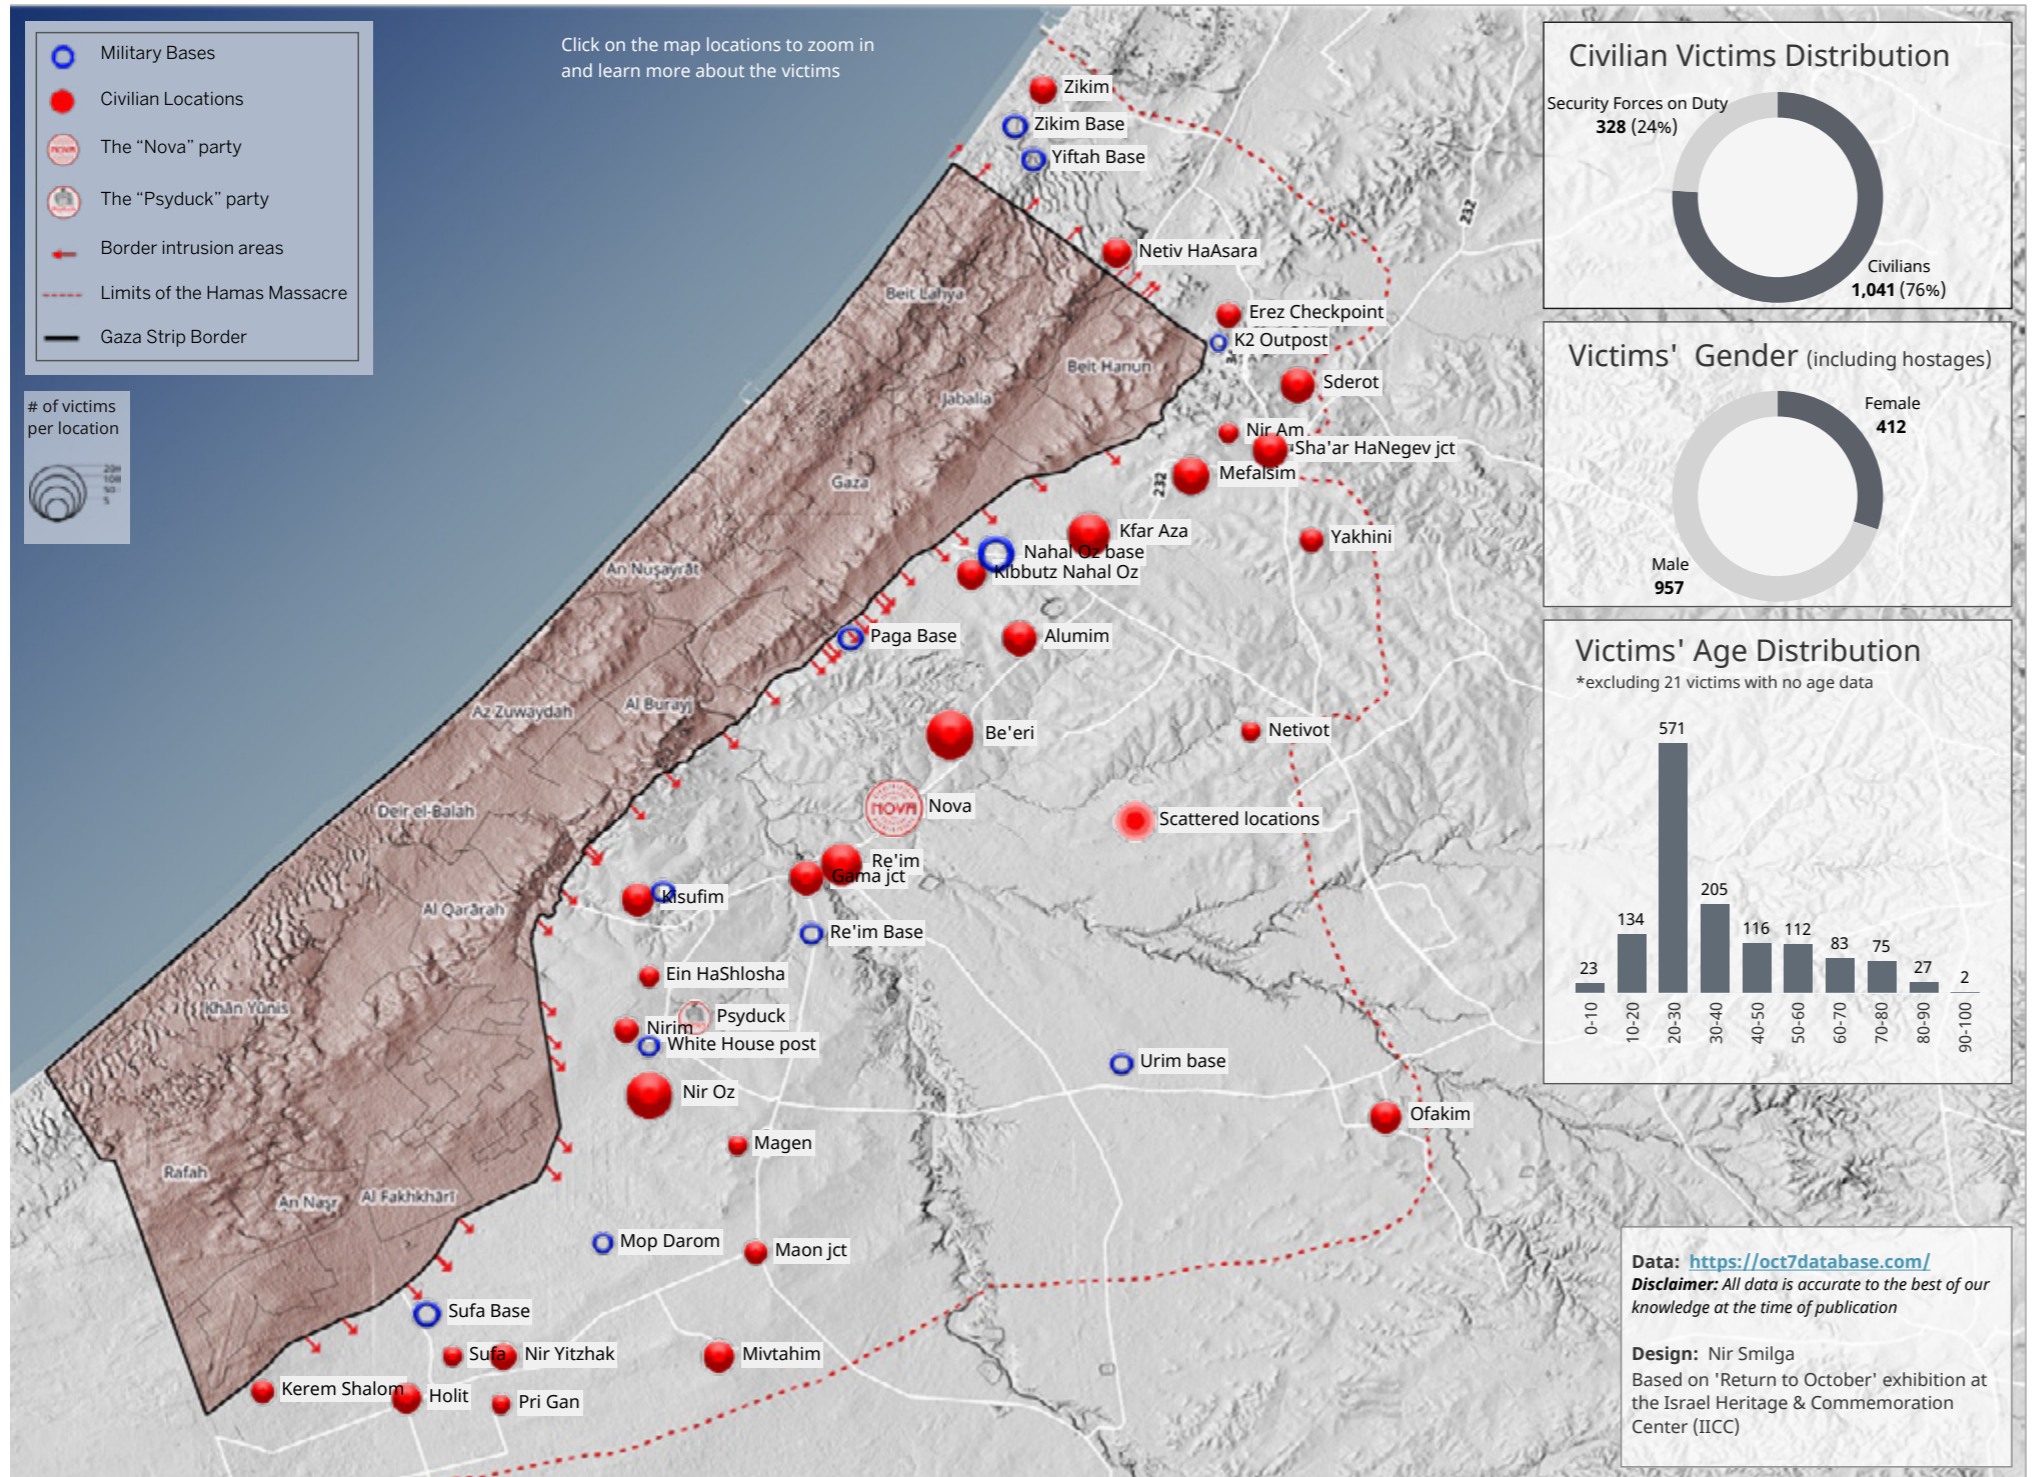 Military Bases
Civilian Locations
The “Nova” party
The “Psyduck” party
Border intrusion areas
Limits of the Hamas Massacre
Gaza Strip Border
# of victims
per location
Click on the map locations to zoom in
and learn more about the victims
Zikim
Zikim Base
Yiftah Base
232
Netiv HaAsara
Beit Lahya
Erez Checkpoint
K2 Outpost
Beit Hanun
Sderot
Jabalia
Nir Am
Sha'ar HaNegev jct
Mefalsim
232
Gaza
Kfar Aza
Yakhini
Nahal Oz base
Kibbutz Nahal Oz
An Nuşayrāt
Paga Base
Alumim
Al Burayj
Az Zuwaydah
Be'eri
Netivot
NOVA
Nova
Deir el-Balah
Scattered locations
Re'im
Gama jct
Kisufim
Al Qarārah
Re'im Base
Ein HaShlosha
Khān Yūnis
Psyduck
Nirim
White House post
Urim base
Nir Oz
Ofakim
Magen
Rafah
An Naşr
Al Fakhkhārī
Mop Darom
Maon jct
Sufa Base
Sufa
Nir Yitzhak
Mivtahim
Kerem Shalom
Holit
Pri Gan
Civilian Victims Distribution
Security Forces on Duty
328 (24%)
Civilians
1,041 (76%)
Victims' Gender (including hostages)
Female
412
Male
957
Victims' Age Distribution
*excluding 21 victims with no age data
23
134
571
205
116
112
83
75
27
2
0-10
10-20
20-30
30-40
40-50
50-60
60-70
70-80
80-90
90-100
Data: https://oct7database.com/
Disclaimer: All data is accurate to the best of our
knowledge at the time of publication
Design: Nir Smilga
Based on 'Return to October' exhibition at
the Israel Heritage & Commemoration
Center (IICC)